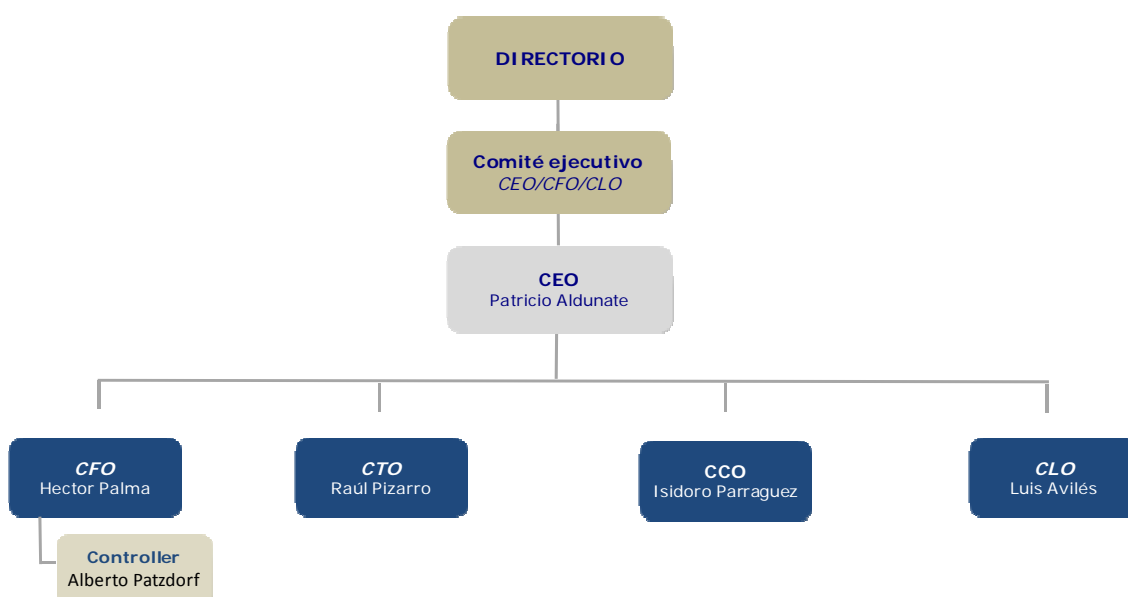 DIRECTORIO
Comité ejecutivo
CEO/CFO/CLO
CEO
Patricio Aldunate
CFO
Hector Palma
CTO
Raúl Pizarro
CCO
Isidoro Parraguez
CLO
Luis Avilés
Controller
Alberto Patzdorf